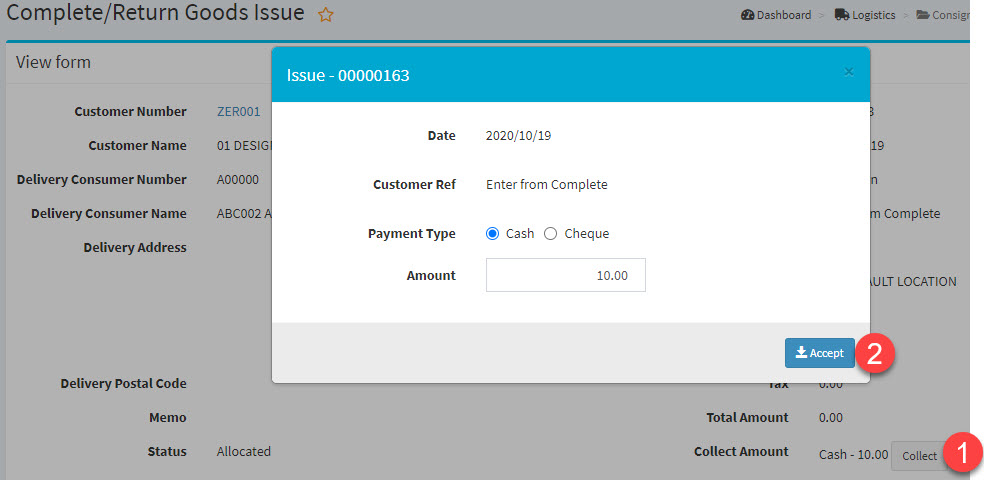 Complete/Return Goods Issue
Dashboard > Logistics > Consign
View form
Issue - 00000163
×
Customer Number ZER001 3
Date 2020/10/19
Customer Name 01 DESIG 19
Delivery Consumer Number A00000 n
Customer Ref Enter from Complete
Delivery Consumer Name ABC002 A m Complete
Payment Type Cash Cheque
Delivery Address
Amount 10.00
AULT LOCATION
Accept 2
Delivery Postal Code Tax 0.00
Memo Total Amount 0.00
Status Allocated Collect Amount Cash - 10.00 Collect 1